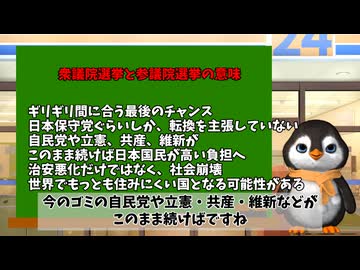 24
衆議院選挙と参議院選挙の意味
ギリギリ間に合う最後のチャンス
日本保守党ぐらいしか、転換を主張していない
自民党や立憲、共産、維新が
このまま続けば日本国民が高い負担へ
治安悪化だけではなく、社会崩壊
世界でもっとも住みにくい国となる可能性がある
今のゴミの自民党や立憲・共産・維新などが
このまま続けばですね